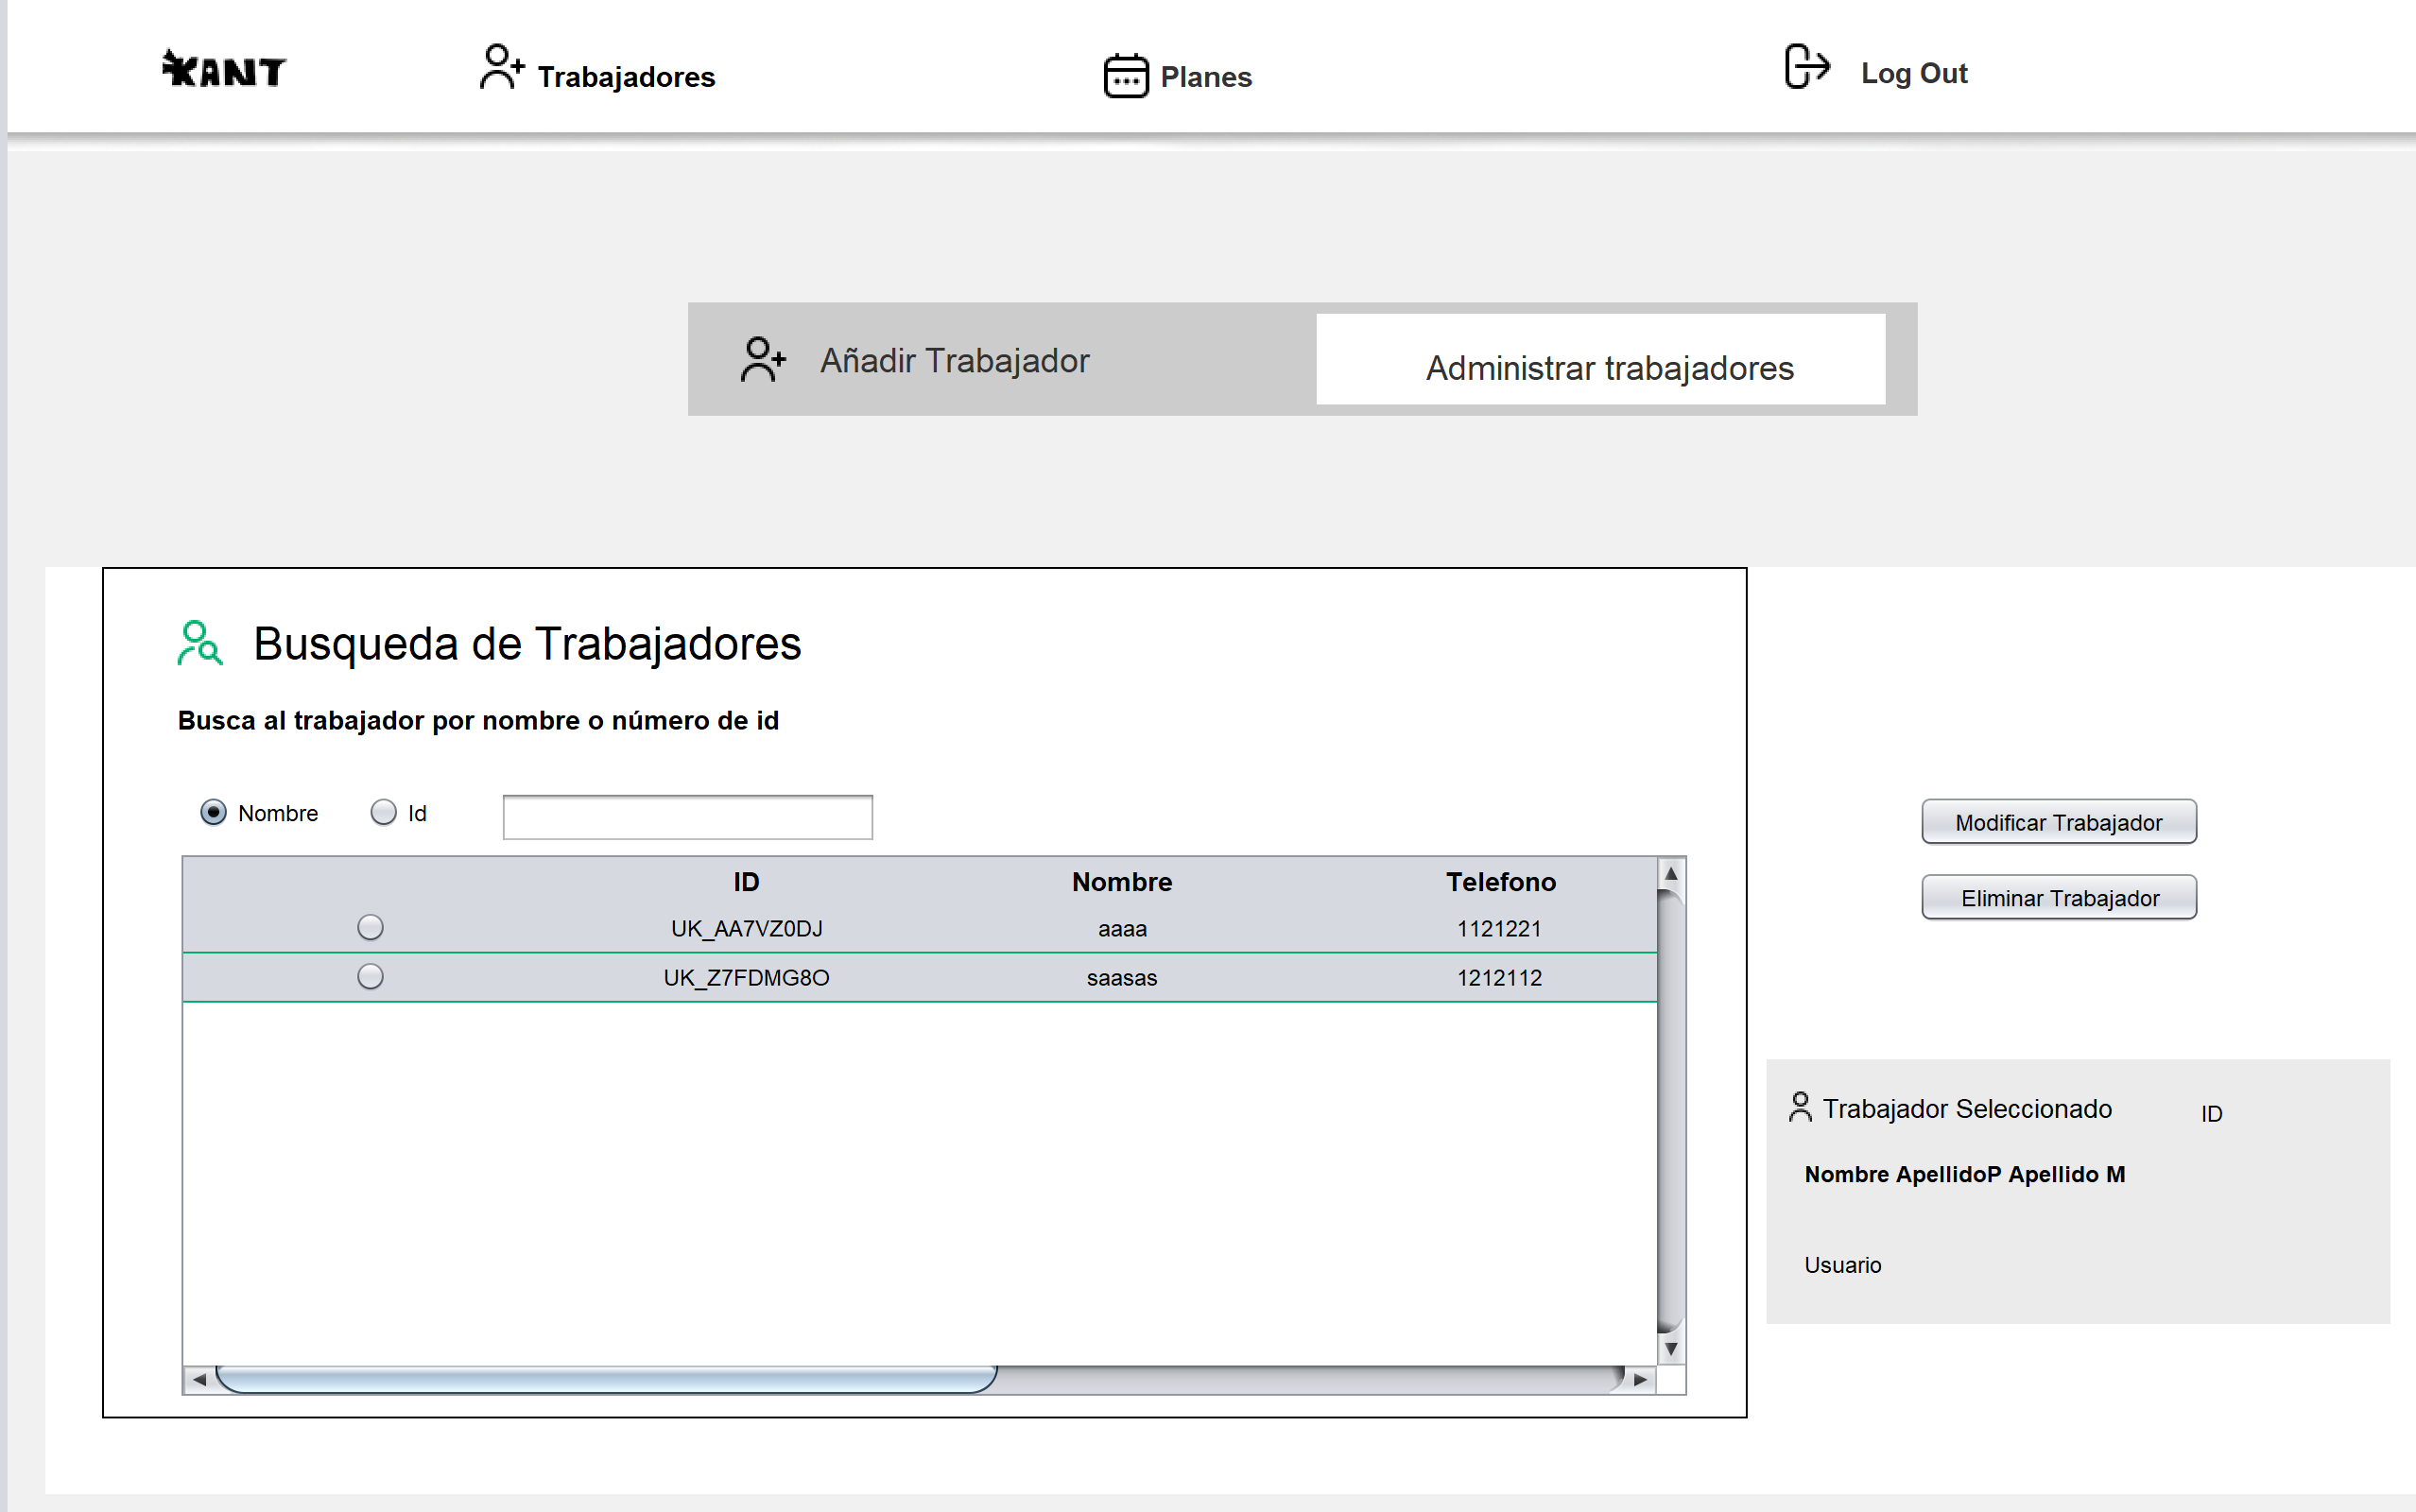 KANT Trabajadores Planes Log Out
Añadir Trabajador Administrar trabajadores
Busqueda de Trabajadores
Busca al trabajador por nombre o número de id
Nombre Id
Modificar Trabajador
Eliminar Trabajador
ID Nombre Telefono
UK_AA7VZ0DJ aaaa 1121221
UK_Z7FDMG8O saasas 1212112
Trabajador Seleccionado ID
Nombre ApellidoP Apellido M
Usuario